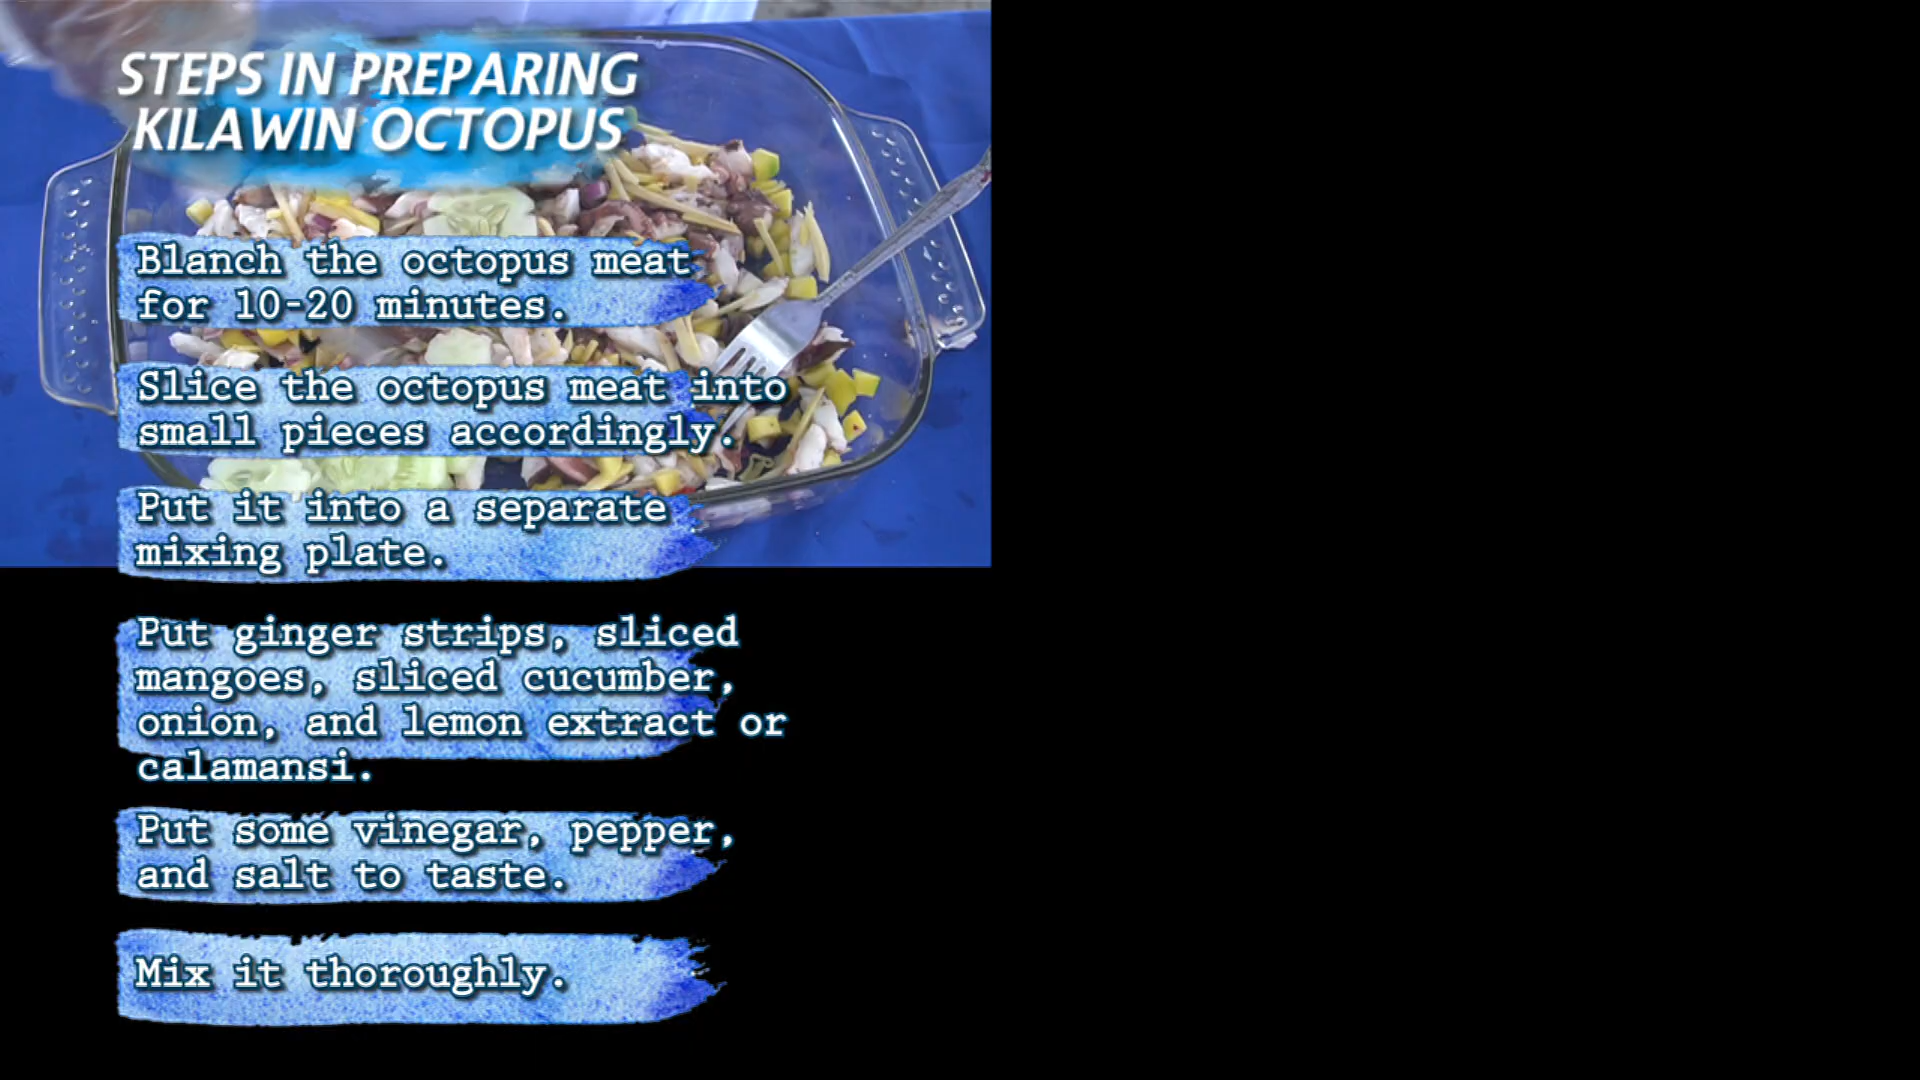 STEPS IN PREPARING
KILAWIN OCTOPUS
Blanch the octopus meat
for 10-20 minutes.
Slice the octopus meat into
small pieces accordingly.
Put it into a separate
mixing plate.
Put ginger strips, sliced
mangoes, sliced cucumber,
onion, and lemon extract or
calamansi.
Put some vinegar, pepper,
and salt to taste.
Mix it thoroughly.